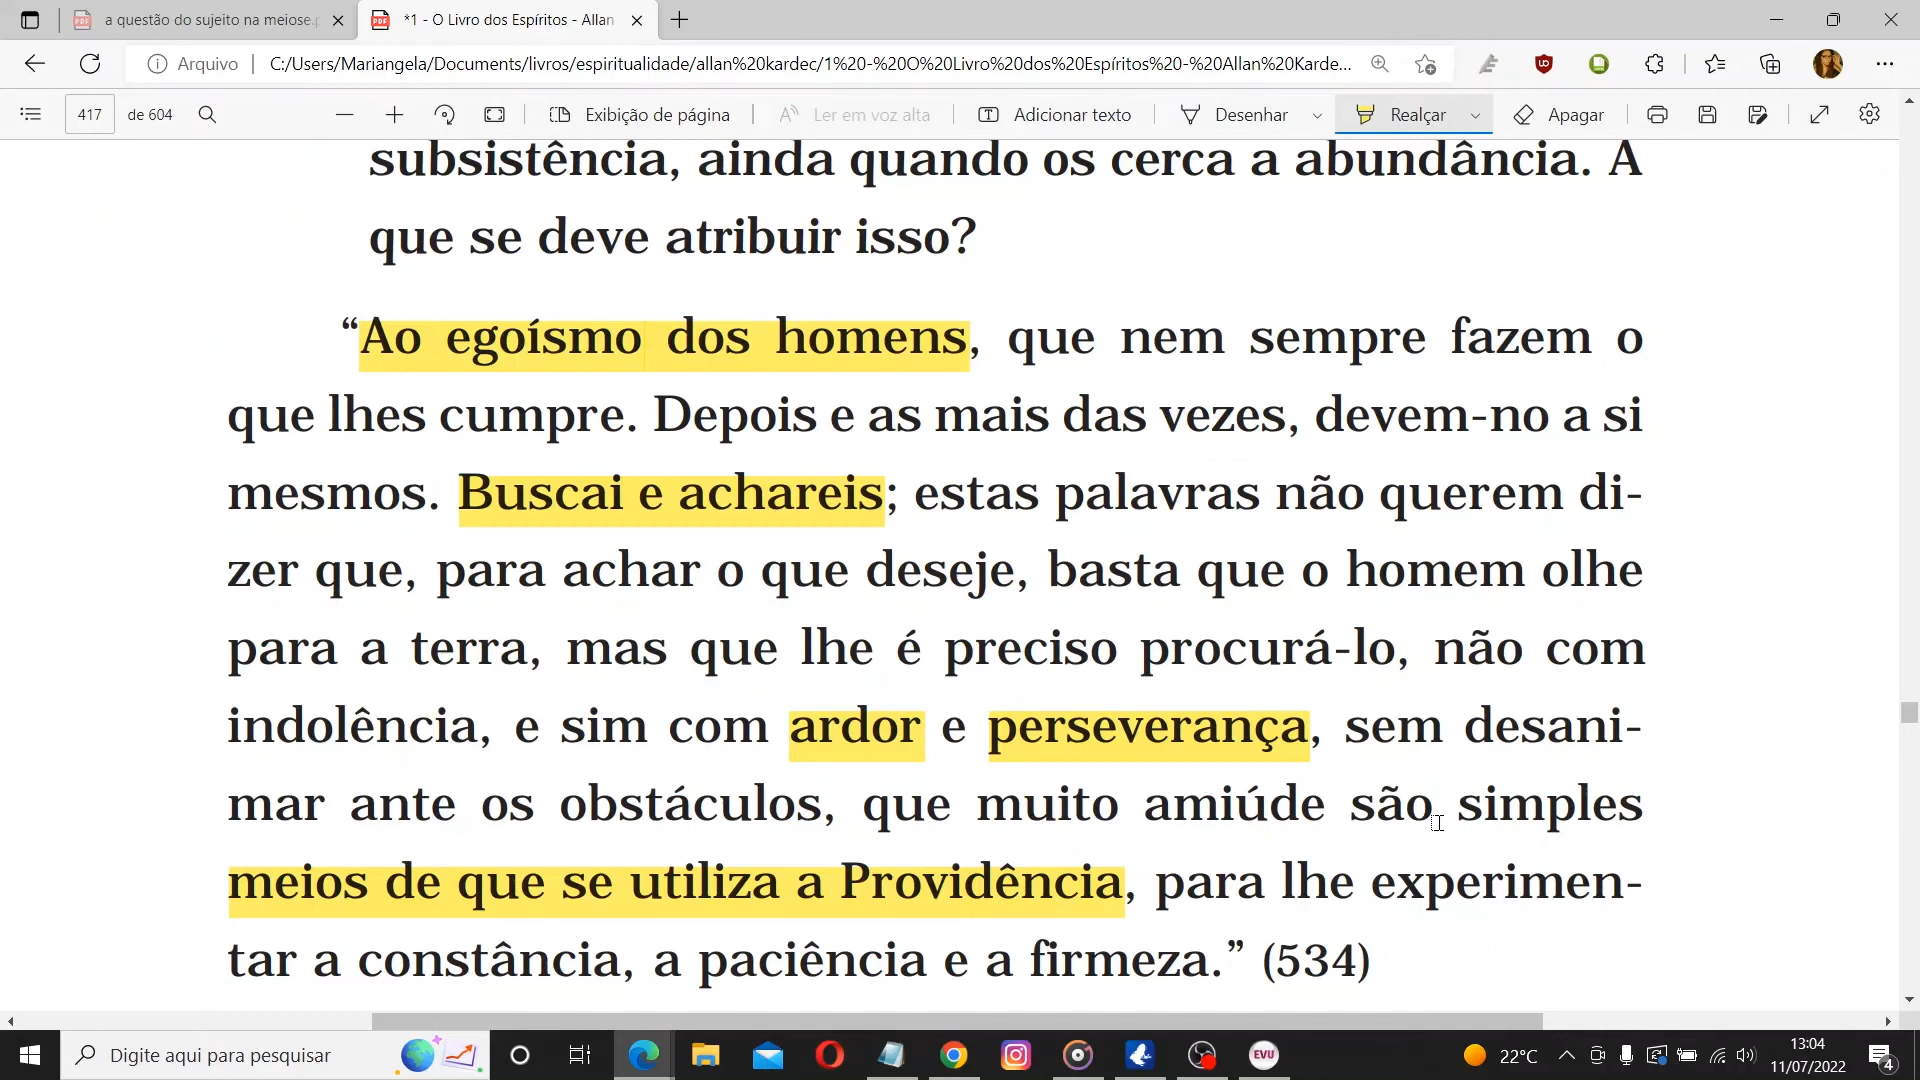 a questão do sujeito na meiose.p
*1 - O Livro dos Espíritos - Allan
Arquivo
C:/Users/Mariangela/Documents/livros/espiritualidade/allan%20kardec/1%20-%20O%20Livro%20dos%20Espíritos%20-%20Allan%20Karde...
417 de 604
Exibição de página
Ler em voz alta
Adicionar texto
Desenhar
Realçar
Apagar
subsistência, ainda quando os cerca a abundância. A
que se deve atribuir isso?
“Ao egoísmo dos homens, que nem sempre fazem o
que lhes cumpre. Depois e as mais das vezes, devem-no a si
mesmos. Buscai e achareis; estas palavras não querem di-
zer que, para achar o que deseje, basta que o homem olhe
para a terra, mas que lhe é preciso procurá-lo, não com
indolência, e sim com ardor e perseverança, sem desani-
mar ante os obstáculos, que muito amiúde são simples
meios de que se utiliza a Providência, para lhe experimen-
tar a constância, a paciência e a firmeza.” (534)
Digite aqui para pesquisar
EVU
22°C
13:04
11/07/2022
4